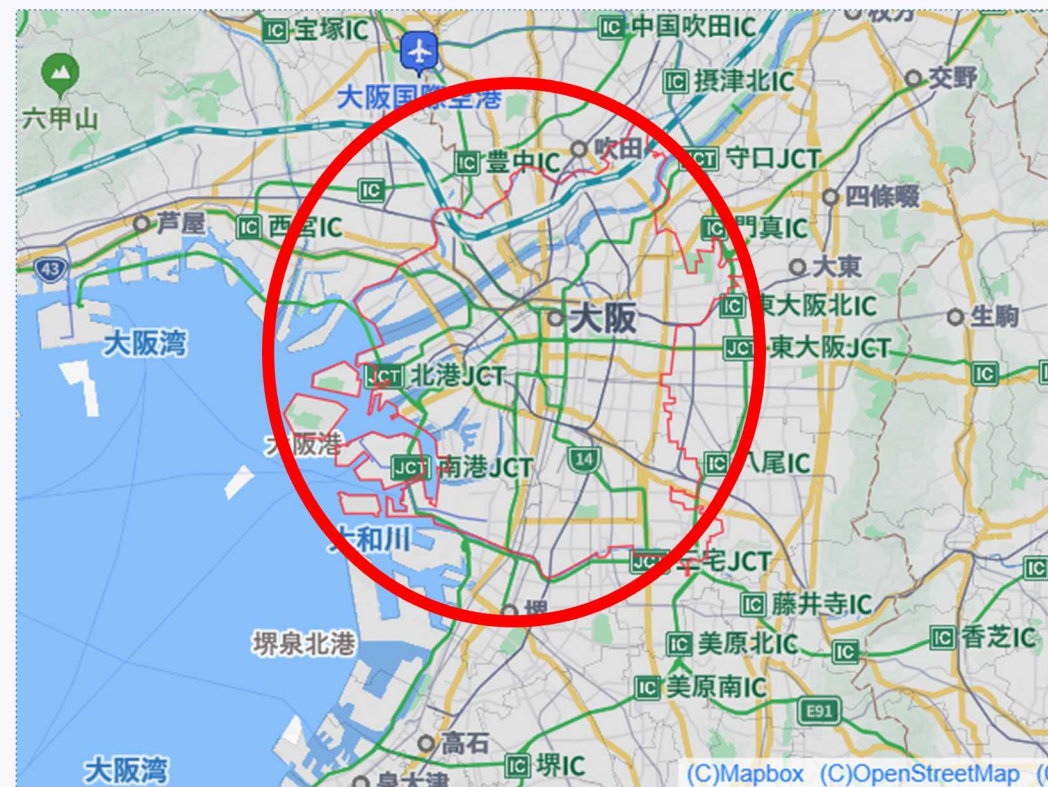 宝塚IC
中国吹田IC
枚方
摂津北IC
交野
大阪国際空港
六甲山
豊中IC
吹田
JCT 守口JCT
四條畷
IC
芦屋
西宮IC
門真IC
43
大東
大阪
東大阪北IC
生駒
大阪湾
JCT 東大阪JCT
IC
JCT 北港JCT
大阪港
JCT 南港JCT
14
八尾IC
大和川
JCT 三宅JCT
IC
堺
藤井寺IC
堺泉北港
美原北IC
IC
香芝IC
美原南IC
E91
高石
大阪湾
堺IC
泉大津
(C)Mapbox (C)OpenStreetMap